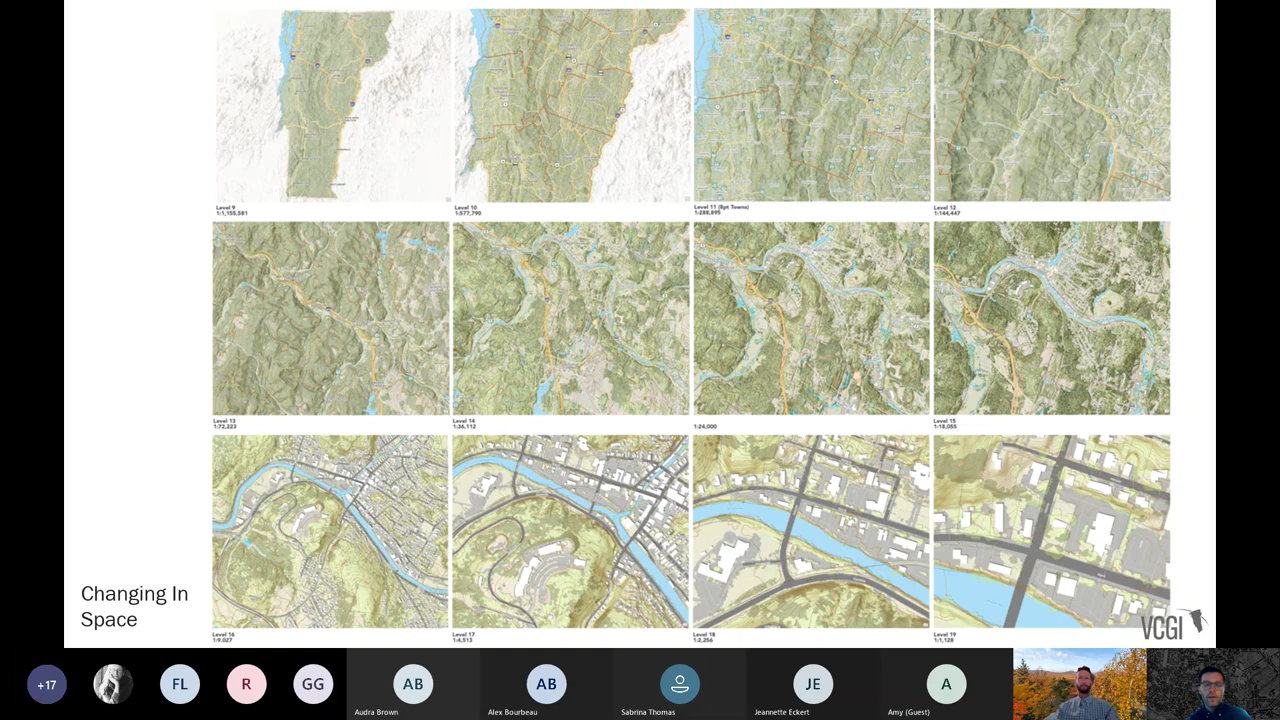 Level 9
1:1,155,581
Level 10
1:577,790
Level 11 (Bpt Towns)
1:288,895
Level 12
1:144,447
Level 13
1:72,223
Level 14
1:36,112
1:24,000
Level 15
1:18,055
Level 16
1:9,027
Level 17
1:4,513
Level 18
1:2,256
Level 19
1:1,128
Changing In
Space
VCGI
+17
FL
R
GG
AB
Audra Brown
AB
Alex Bourbeau
Sabrina Thomas
JE
Jeannette Eckert
A
Amy (Guest)